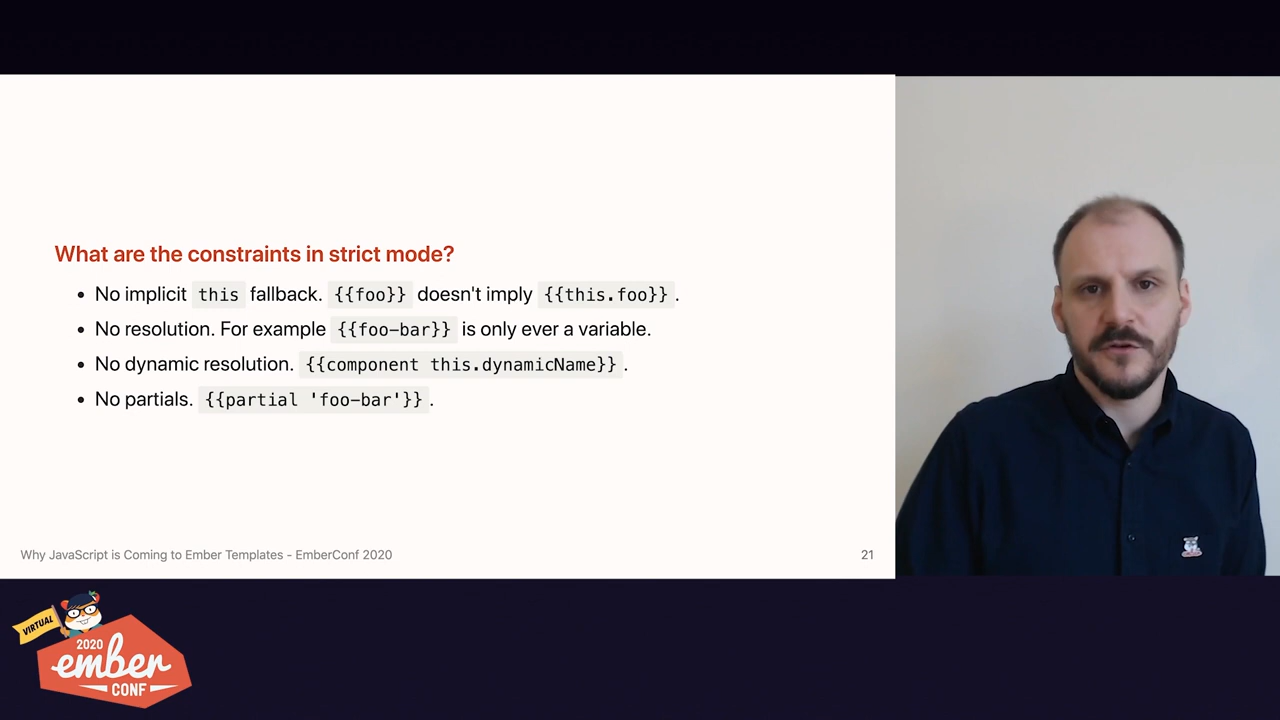 What are the constraints in strict mode?
• No implicit this fallback. {{foo}} doesn't imply {{this.foo}}.
• No resolution. For example {{foo-bar}} is only ever a variable.
• No dynamic resolution. {{component this.dynamicName}}.
• No partials. {{partial 'foo-bar'}}.
Why JavaScript is Coming to Ember Templates - EmberConf 2020 21
VIRTUAL
2020
ember
CONF